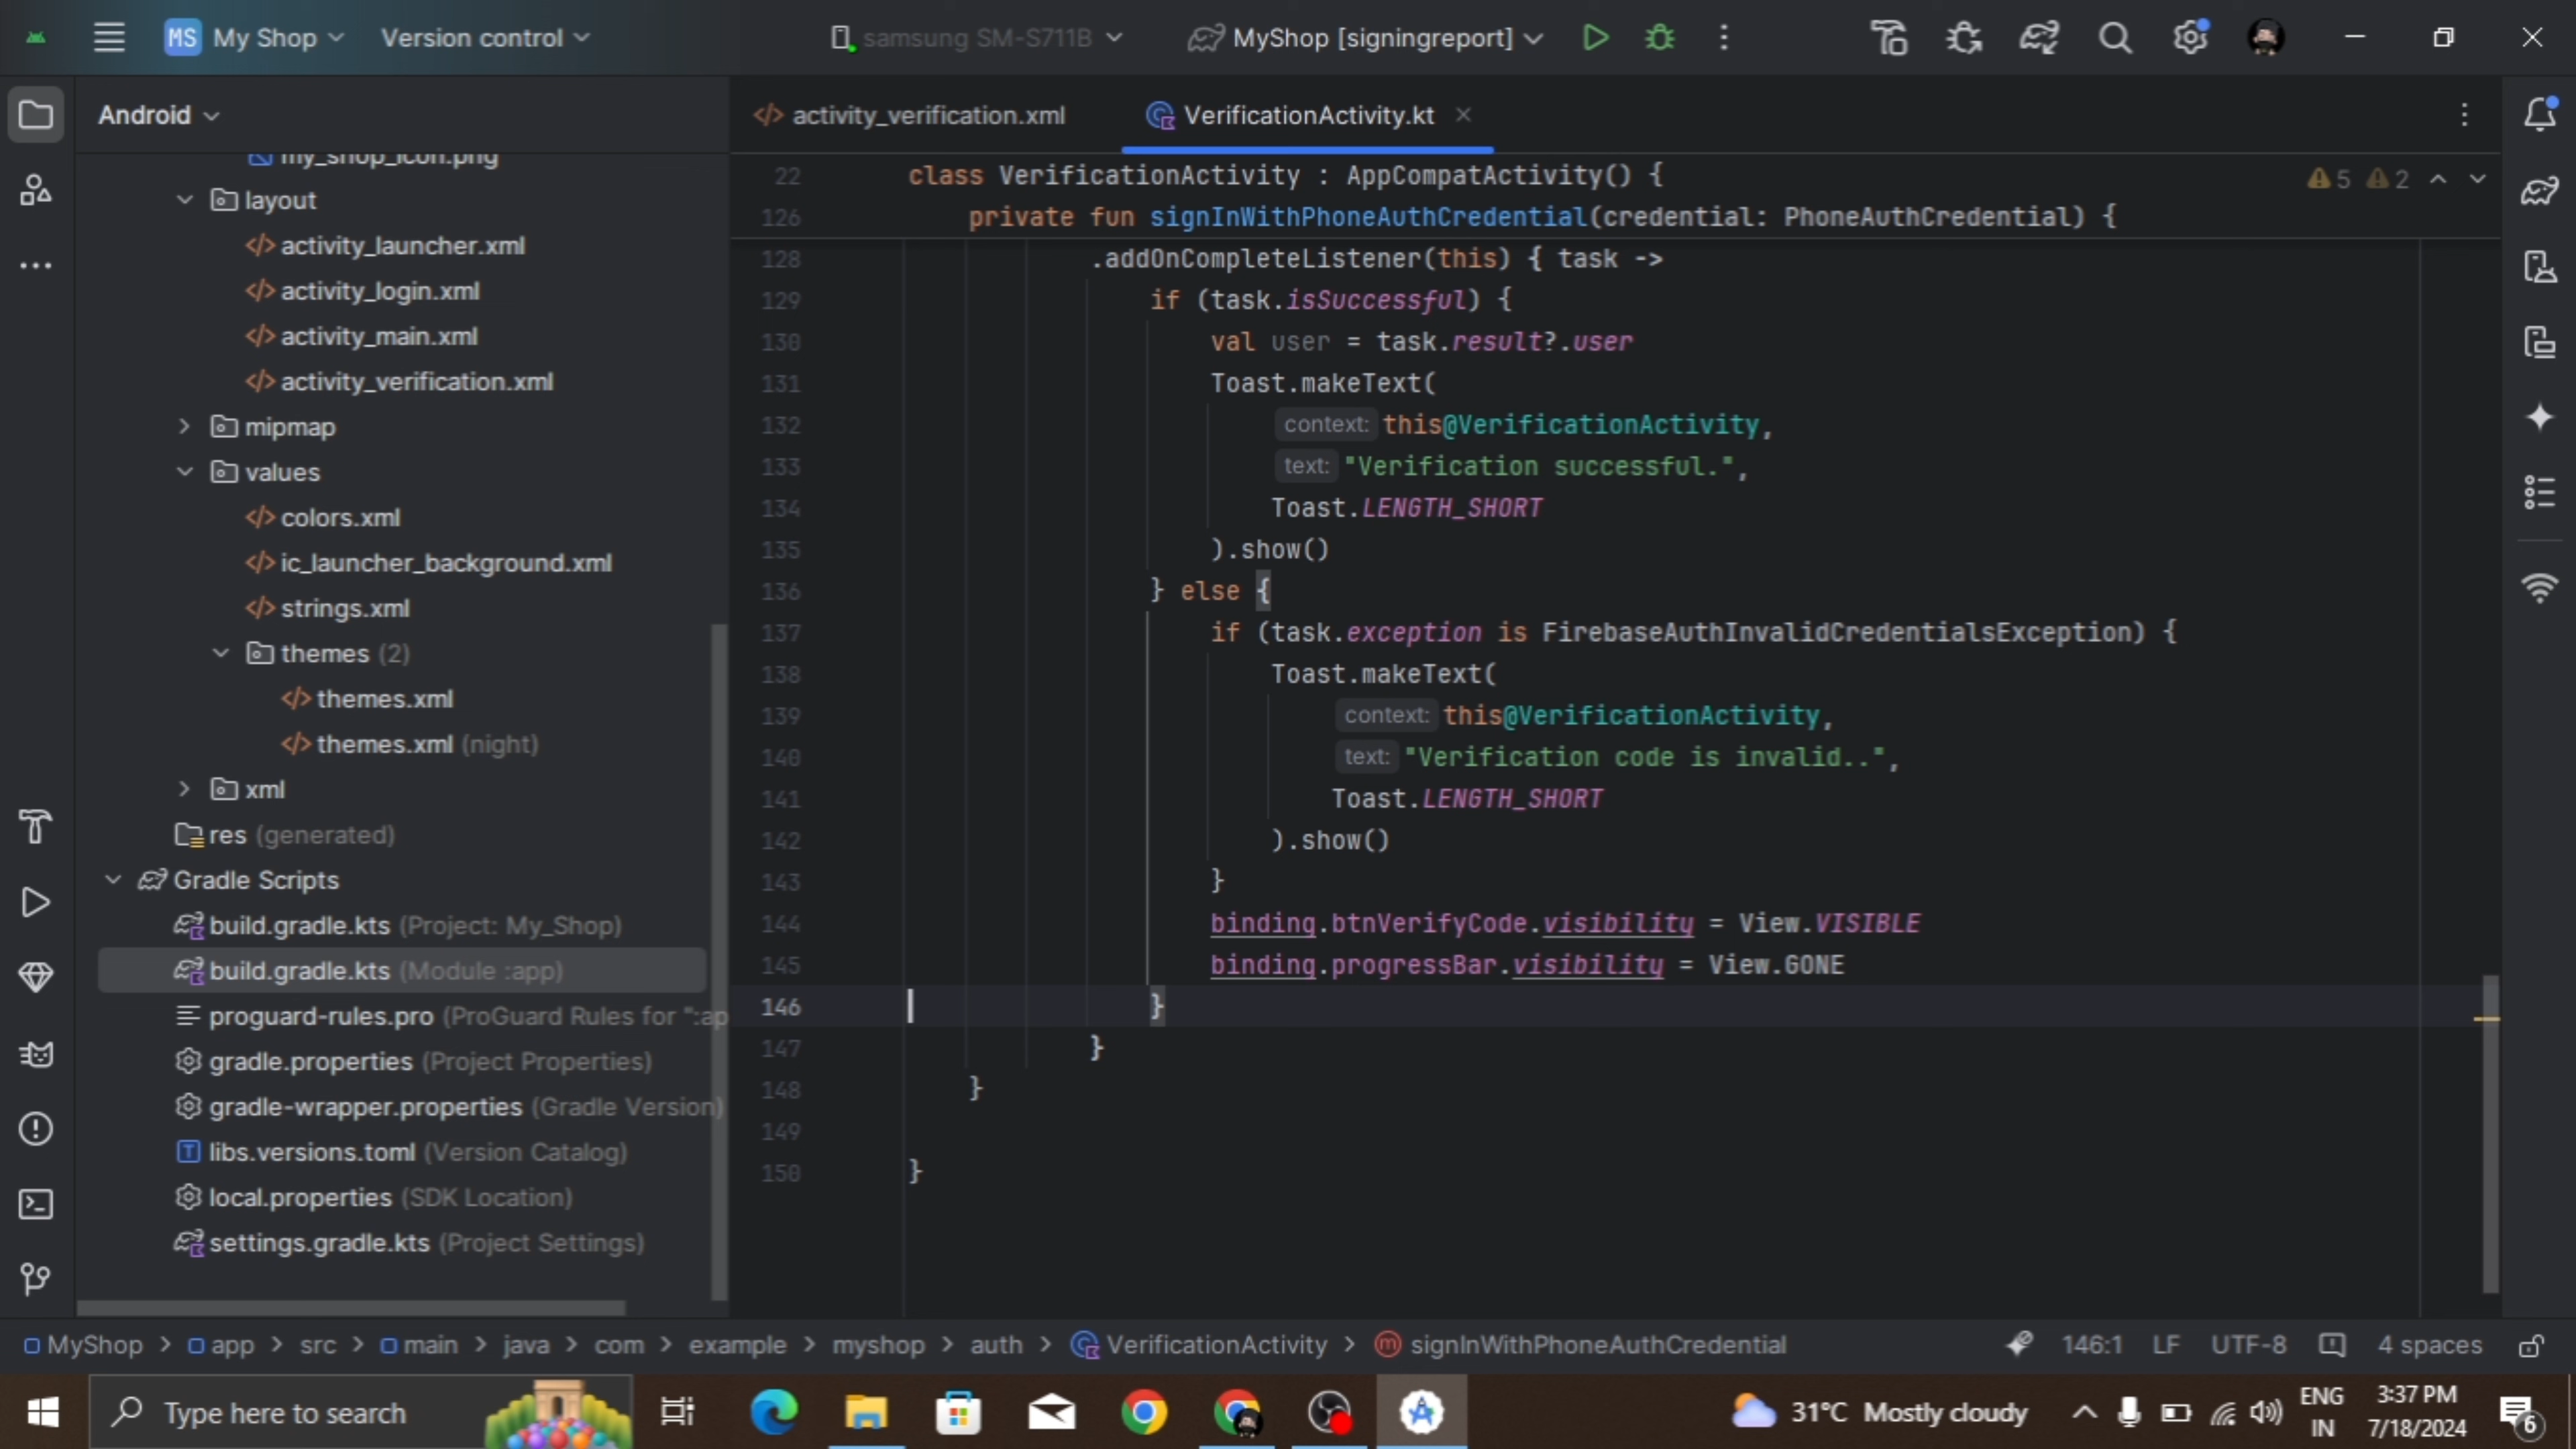 MS My Shop Version control samsung SM-S711B MyShop [signingreport]
Android
my_shop_icon.png
layout
activity_launcher.xml
activity_login.xml
activity_main.xml
activity_verification.xml
mipmap
values
colors.xml
ic_launcher_background.xml
strings.xml
themes (2)
themes.xml
themes.xml (night)
xml
res (generated)
Gradle Scripts
build.gradle.kts (Project: My_Shop)
build.gradle.kts (Module :app)
proguard-rules.pro (ProGuard Rules for ":ap
gradle.properties (Project Properties)
gradle-wrapper.properties (Gradle Version)
libs.versions.toml (Version Catalog)
local.properties (SDK Location)
settings.gradle.kts (Project Settings)
activity_verification.xml VerificationActivity.kt
22 class VerificationActivity : AppCompatActivity() { 5 2
126 private fun signInWithPhoneAuthCredential(credential: PhoneAuthCredential) {
128 .addOnCompleteListener(this) { task ->
129 if (task.isSuccessful) {
130 val user = task.result?.user
131 Toast.makeText(
132 context: this@VerificationActivity,
133 text: "Verification successful.",
134 Toast.LENGTH_SHORT
135 ).show()
136 } else {
137 if (task.exception is FirebaseAuthInvalidCredentialsException) {
138 Toast.makeText(
139 context: this@VerificationActivity,
140 text: "Verification code is invalid..",
141 Toast.LENGTH_SHORT
142 ).show()
143 }
144 binding.btnVerifyCode.visibility = View.VISIBLE
145 binding.progressBar.visibility = View.GONE
146 }
147 }
148 }
149
150 }
MyShop > app > src > main > java > com > example > myshop > auth > VerificationActivity > signInWithPhoneAuthCredential 146:1 LF UTF-8 4 spaces
Type here to search 31°C Mostly cloudy ENG IN 3:37 PM 7/18/2024 6